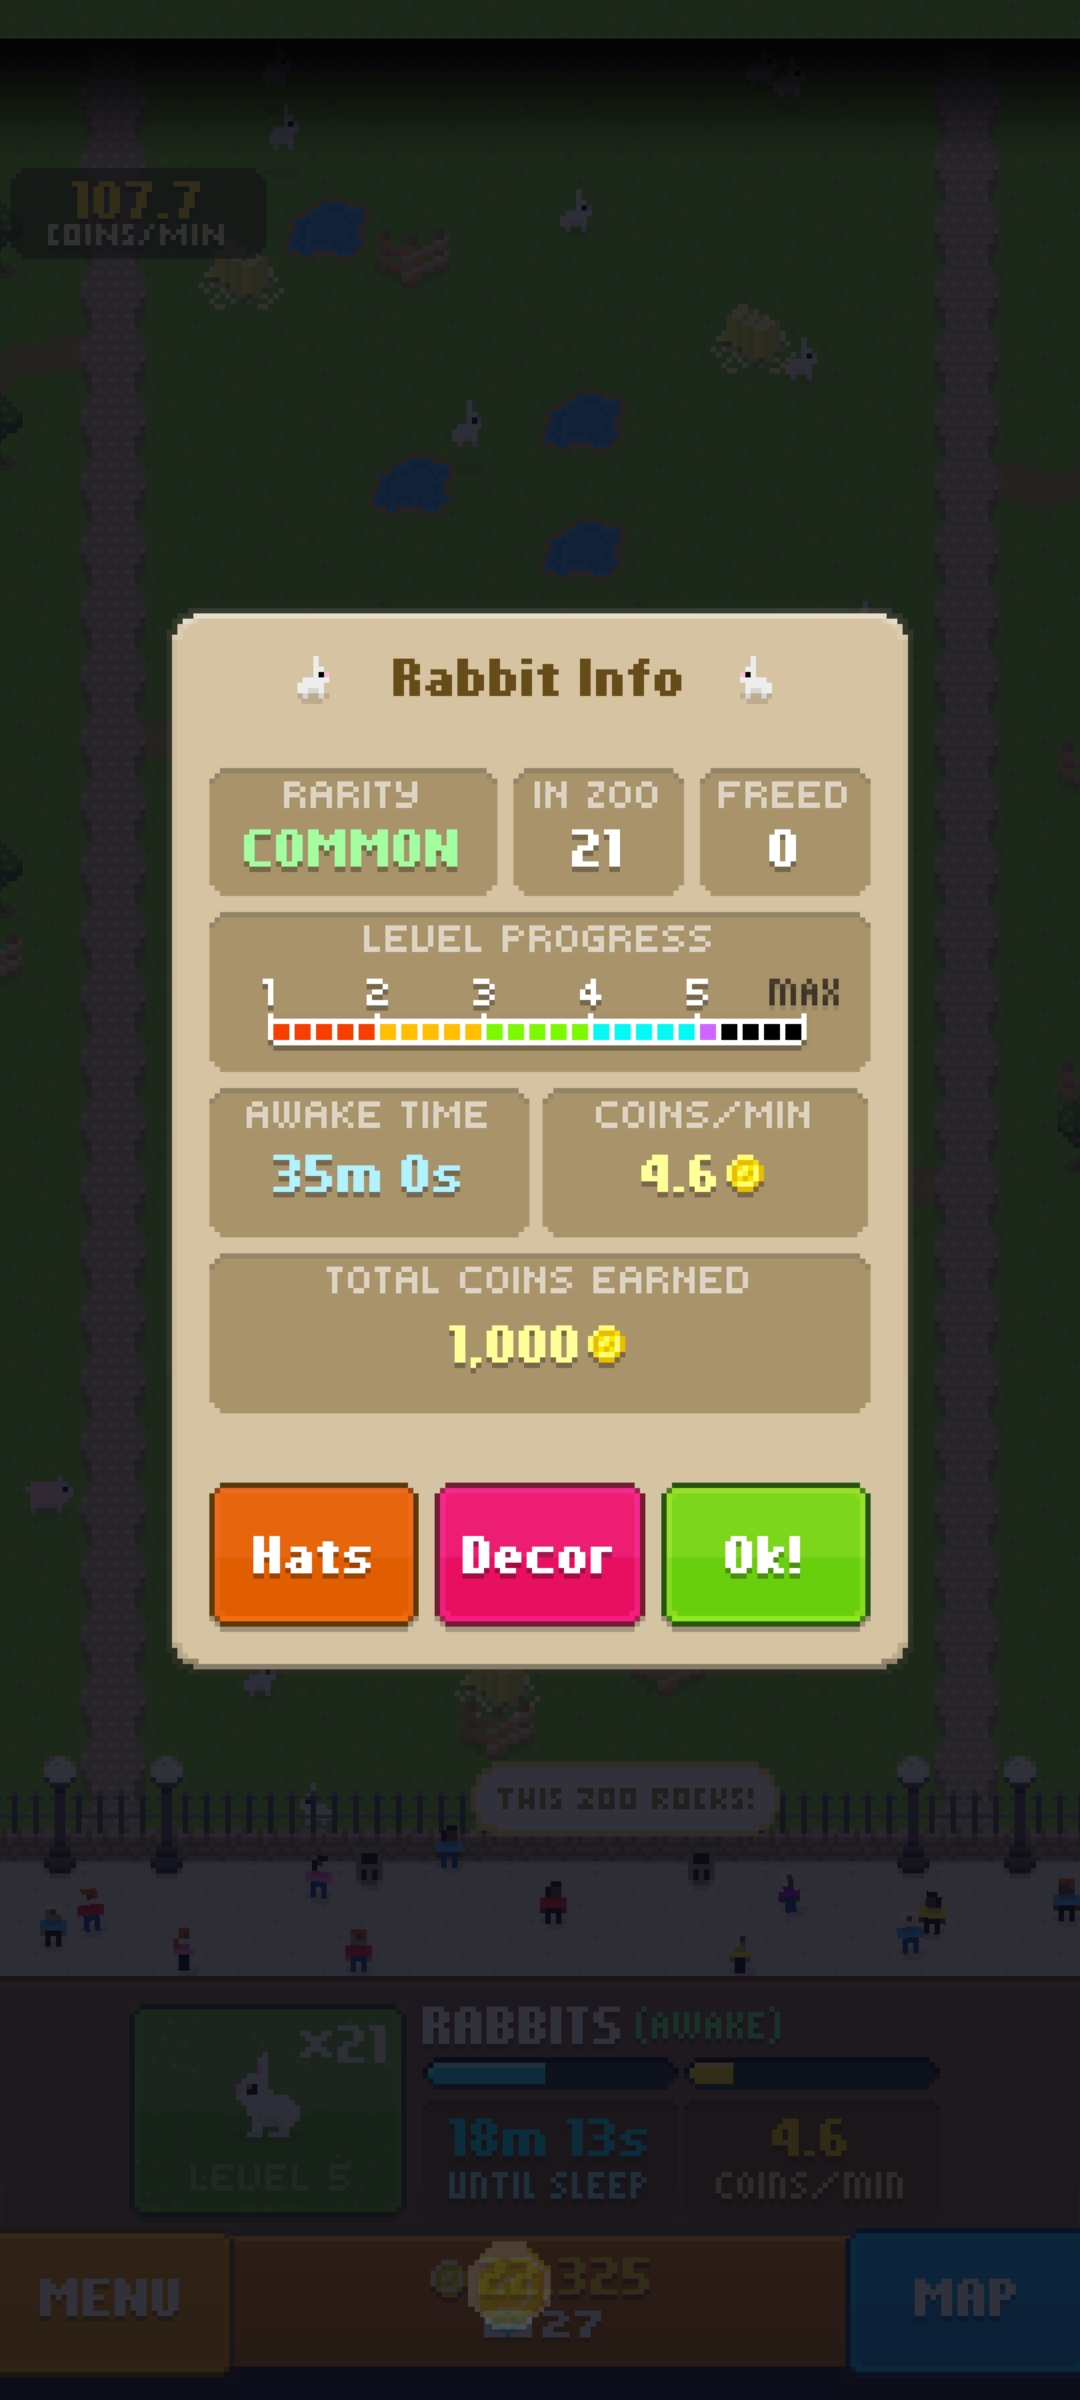 107.7
COINS/MIN
Rabbit Info
RARITY
COMMON
IN ZOO
21
FREED
0
LEVEL PROGRESS
1 2 3 4 5 MAX
AWAKE TIME
35m 0s
COINS/MIN
4.6
TOTAL COINS EARNED
1,000
Hats
Decor
Ok!
THIS ZOO ROCKS!
x21
LEVEL 5
RABBITS (AWAKE)
18m 13s
UNTIL SLEEP
4.6
COINS/MIN
MENU
325
27
MAP